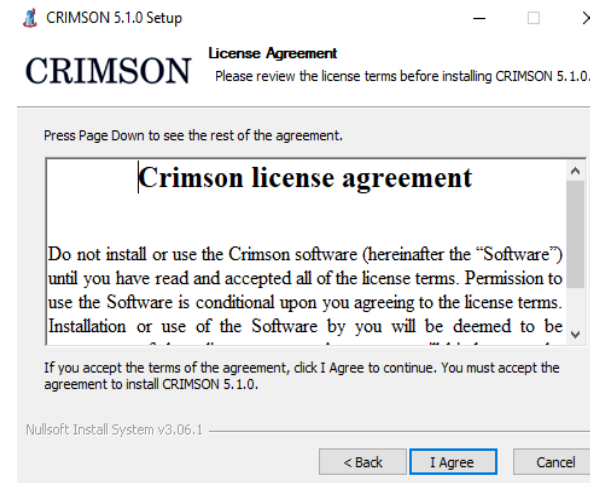 CRIMSON 5.1.0 Setup
CRIMSON
License Agreement
Please review the license terms before installing CRIMSON 5.1.0.
Press Page Down to see the rest of the agreement.
Crimson license agreement
Do not install or use the Crimson software (hereinafter the “Software”)
until you have read and accepted all of the license terms. Permission to
use the Software is conditional upon you agreeing to the license terms.
Installation or use of the Software by you will be deemed to be
If you accept the terms of the agreement, click I Agree to continue. You must accept the
agreement to install CRIMSON 5.1.0.
Nullsoft Install System v3.06.1
< Back
I Agree
Cancel